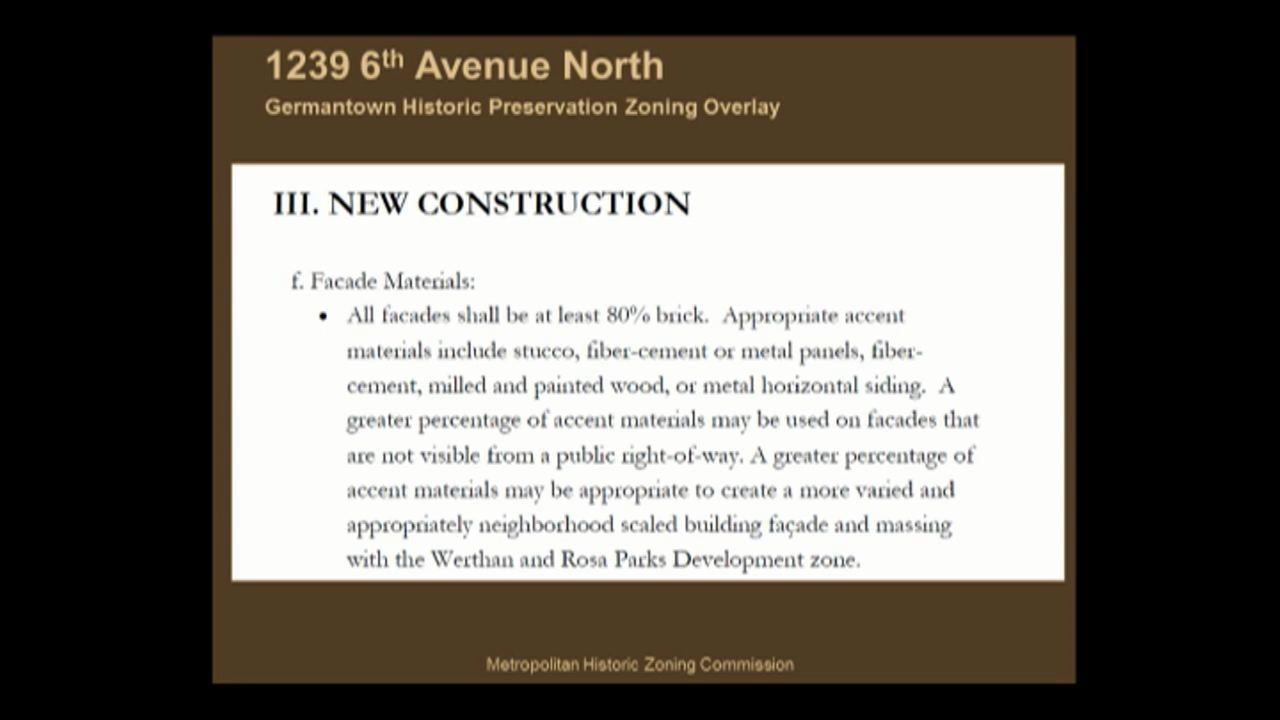 1239 6th Avenue North
Germantown Historic Preservation Zoning Overlay
III. NEW CONSTRUCTION
f. Facade Materials:
• All facades shall be at least 80% brick.  Appropriate accent
materials include stucco, fiber-cement or metal panels, fiber-
cement, milled and painted wood, or metal horizontal siding.  A
greater percentage of accent materials may be used on facades that
are not visible from a public right-of-way. A greater percentage of
accent materials may be appropriate to create a more varied and
appropriately neighborhood scaled building façade and massing
with the Werthan and Rosa Parks Development zone.
Metropolitan Historic Zoning Commission